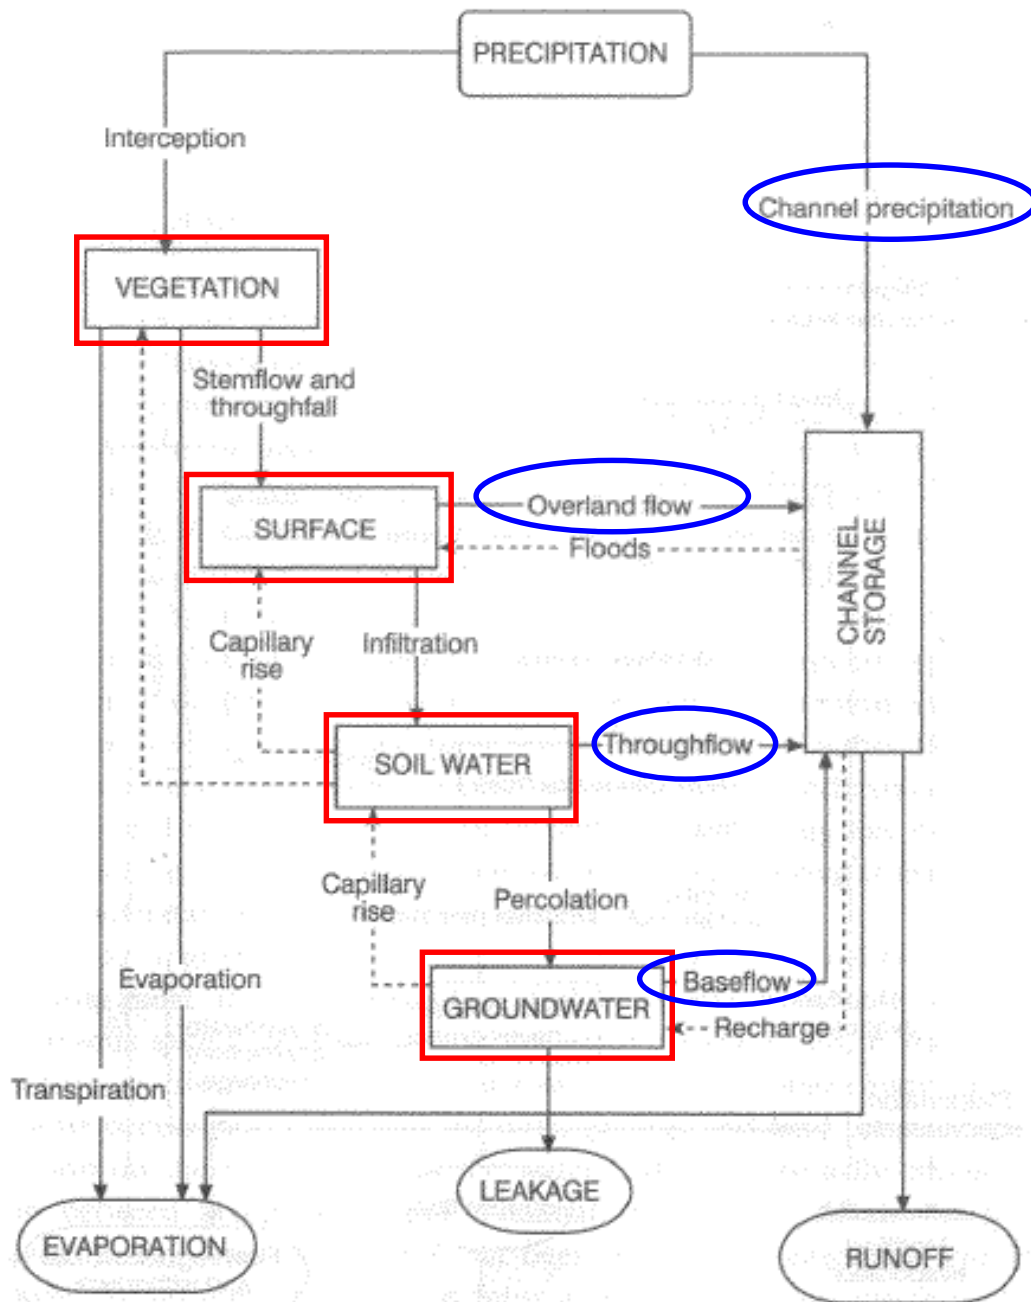 PRECIPITATION
Interception
Channel precipitation
VEGETATION
Stemflow and
throughfall
SURFACE
Overland flow
Floods
CHANNEL
STORAGE
Capillary
rise
Infiltration
SOIL WATER
Throughflow
Capillary
rise
Percolation
Evaporation
GROUNDWATER
Baseflow
Recharge
Transpiration
LEAKAGE
EVAPORATION
RUNOFF